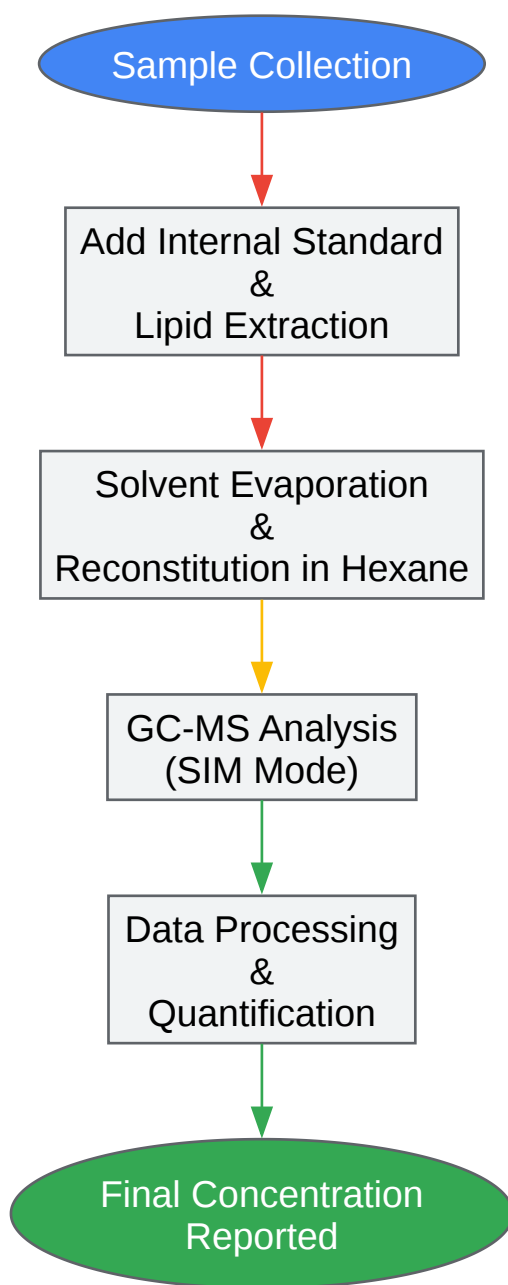 Sample Collection
Add Internal Standard
&
Lipid Extraction
Solvent Evaporation
&
Reconstitution in Hexane
GC-MS Analysis
(SIM Mode)
Data Processing
&
Quantification
Final Concentration
Reported